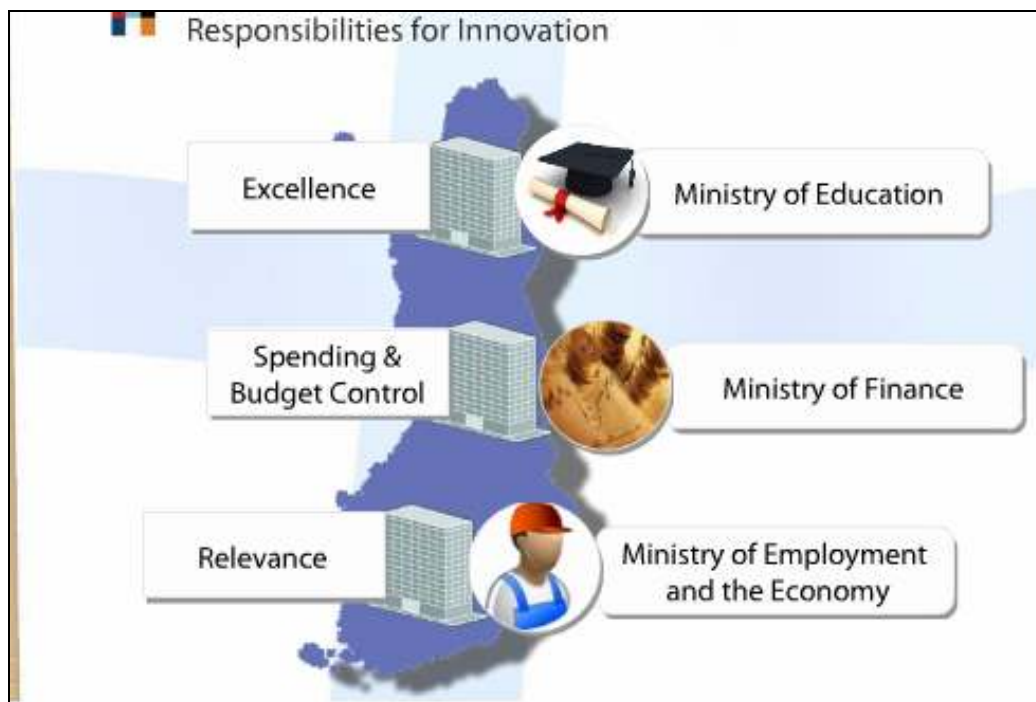 Responsibilities for Innovation
Excellence
Ministry of Education
Spending &
Budget Control
Ministry of Finance
Relevance
Ministry of Employment
and the Economy